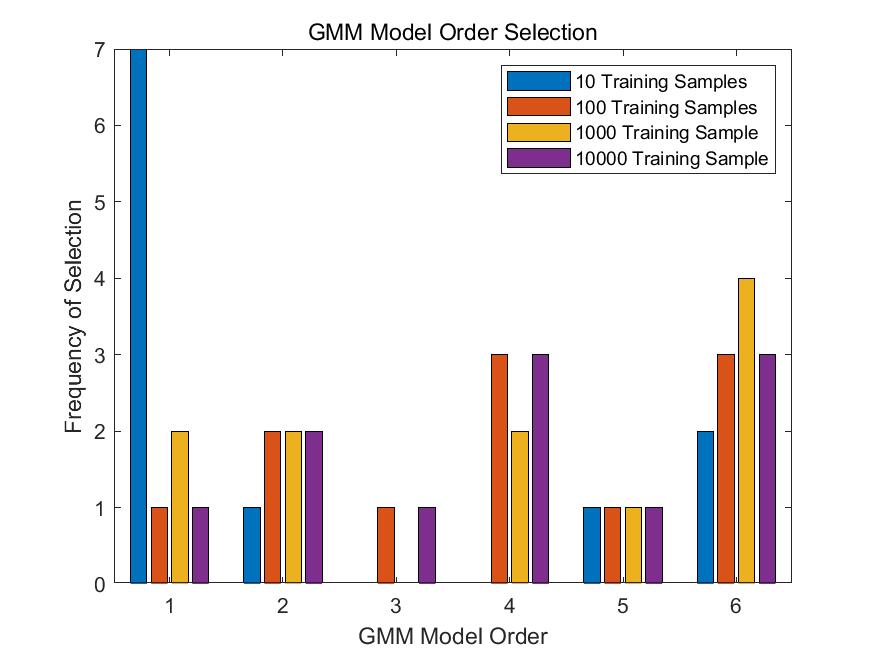 GMM Model Order Selection
7
6
5
4
3
2
1
0
Frequency of Selection
10 Training Samples
100 Training Samples
1000 Training Sample
10000 Training Sample
1 2 3 4 5 6
GMM Model Order